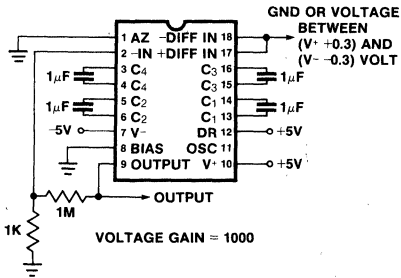 GND OR VOLTAGE
BETWEEN
(V+ +0.3) AND
(V- -0.3) VOLT
1 AZ -DIFF IN 18
2 -IN +DIFF IN 17
1µF 3 C4 C3 16 1µF
4 C4 C3 15
1µF 5 C2 C1 14 1µF
6 C2 C1 13
-5V 7 V- DR 12 +5V
8 BIAS OSC 11
9 OUTPUT V+ 10 +5V
OUTPUT
1M
1K
VOLTAGE GAIN = 1000